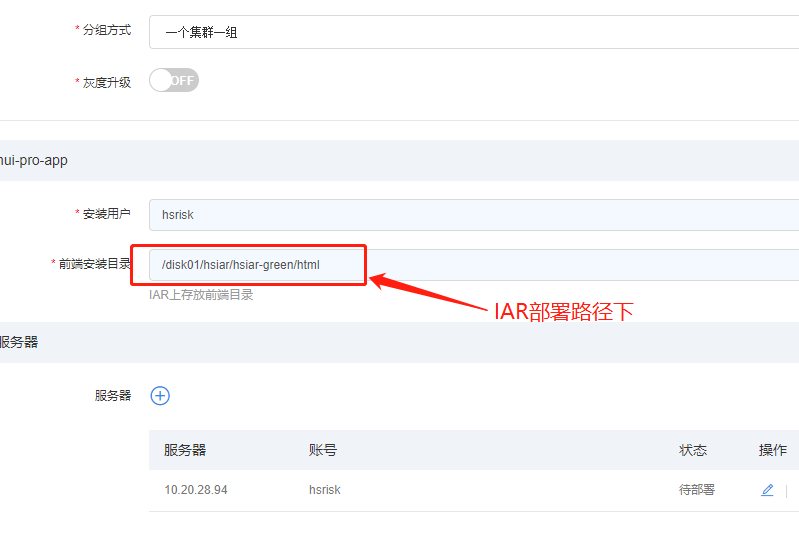 * 分组方式 一个集群一组
* 灰度升级 OFF
hui-pro-app
* 安装用户 hsrisk
* 前端安装目录 /disk01/hsiar/hsiar-green/html
IAR上存放前端目录
IAR部署路径下
服务器
服务器
服务器 账号 状态 操作
10.20.28.94 hsrisk 待部署